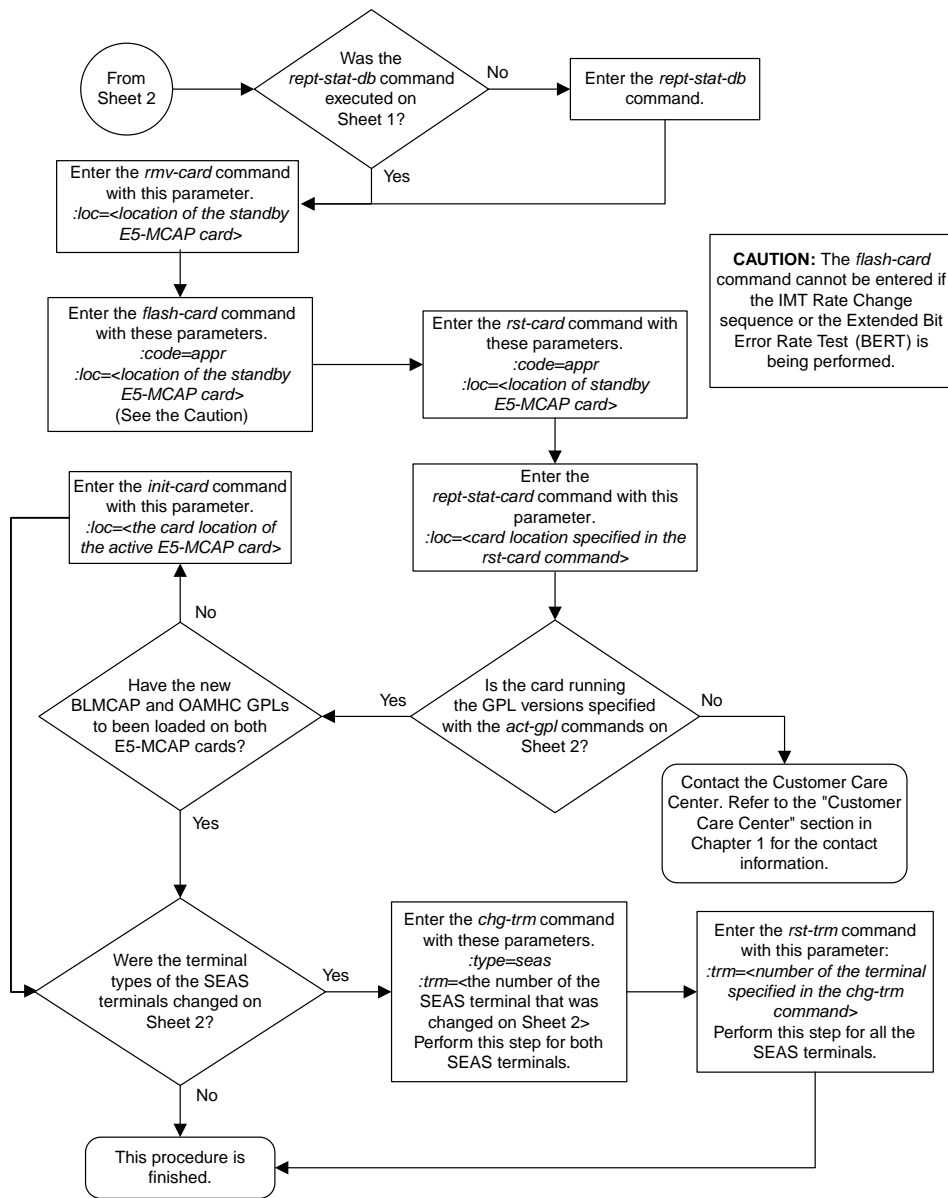 From
Sheet 2
Was the
rept-stat-db command
executed on
Sheet 1?
No
Enter the rept-stat-db
command.
Yes
Enter the rmv-card command
with this parameter.
:loc=<location of the standby
E5-MCAP card>
CAUTION: The flash-card
command cannot be entered if
the IMT Rate Change
sequence or the Extended Bit
Error Rate Test (BERT) is
being performed.
Enter the flash-card command
with these parameters.
:code=appr
:loc=<location of the standby
E5-MCAP card>
(See the Caution)
Enter the rst-card command with
these parameters.
:code=appr
:loc=<location of standby
E5-MCAP card>
Enter the
rept-stat-card command with this
parameter.
:loc=<card location specified in the
rst-card command>
Enter the init-card command
with this parameter.
:loc=<the card location of
the active E5-MCAP card>
No
Have the new
BLMCAP and OAMHC GPLs
to been loaded on both
E5-MCAP cards?
Yes
Is the card running
the GPL versions specified
with the act-gpl commands on
Sheet 2?
No
Contact the Customer Care
Center. Refer to the "Customer
Care Center" section in
Chapter 1 for the contact
information.
Yes
Were the terminal
types of the SEAS
terminals changed on
Sheet 2?
Yes
Enter the chg-trm command
with these parameters.
:type=seas
:trm=<the number of the
SEAS terminal that was
changed on Sheet 2>
Perform this step for both
SEAS terminals.
Enter the rst-trm command
with this parameter:
:trm=<number of the terminal
specified in the chg-trm
command>
Perform this step for all the
SEAS terminals.
No
This procedure is
finished.